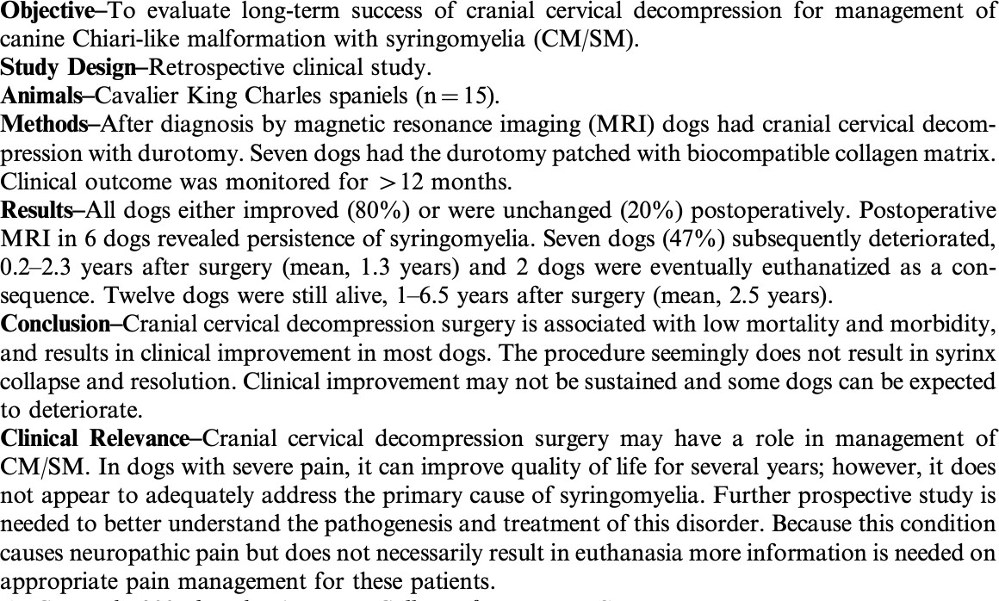 Objective–To evaluate long-term success of cranial cervical decompression for management of
canine Chiari-like malformation with syringomyelia (CM/SM).
Study Design–Retrospective clinical study.
Animals–Cavalier King Charles spaniels (n = 15).
Methods–After diagnosis by magnetic resonance imaging (MRI) dogs had cranial cervical decom-
pression with durotomy. Seven dogs had the durotomy patched with biocompatible collagen matrix.
Clinical outcome was monitored for >12 months.
Results–All dogs either improved (80%) or were unchanged (20%) postoperatively. Postoperative
MRI in 6 dogs revealed persistence of syringomyelia. Seven dogs (47%) subsequently deteriorated,
0.2–2.3 years after surgery (mean, 1.3 years) and 2 dogs were eventually euthanatized as a con-
sequence. Twelve dogs were still alive, 1–6.5 years after surgery (mean, 2.5 years).
Conclusion–Cranial cervical decompression surgery is associated with low mortality and morbidity,
and results in clinical improvement in most dogs. The procedure seemingly does not result in syrinx
collapse and resolution. Clinical improvement may not be sustained and some dogs can be expected
to deteriorate.
Clinical Relevance–Cranial cervical decompression surgery may have a role in management of
CM/SM. In dogs with severe pain, it can improve quality of life for several years; however, it does
not appear to adequately address the primary cause of syringomyelia. Further prospective study is
needed to better understand the pathogenesis and treatment of this disorder. Because this condition
causes neuropathic pain but does not necessarily result in euthanasia more information is needed on
appropriate pain management for these patients.